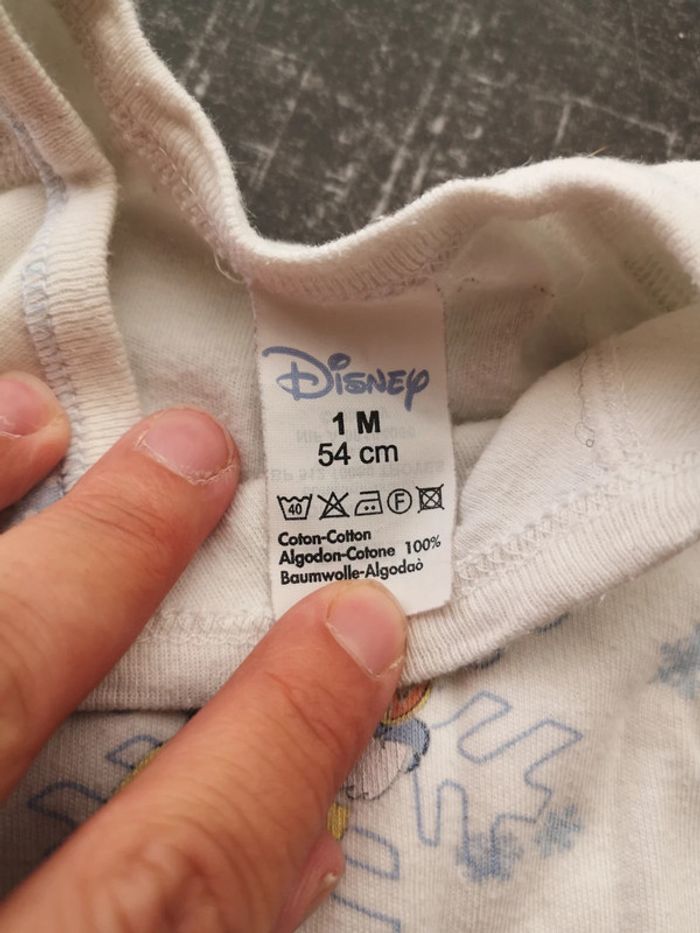 Disney
1 M
54 cm
40 F
Coton-Cotton
Algodon-Cotone 100%
Baumwolle-Algodaò